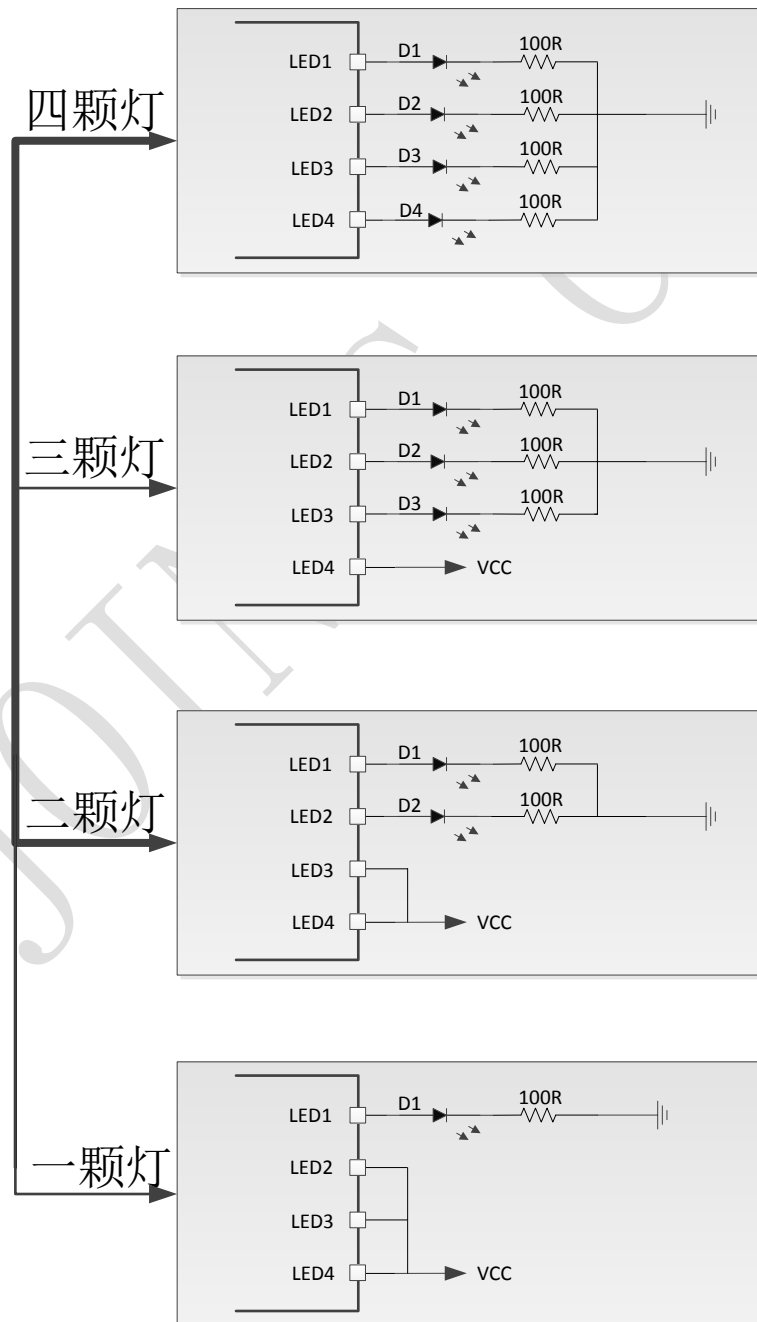 四颗灯
LED1 D1 100R
LED2 D2 100R
LED3 D3 100R
LED4 D4 100R
三颗灯
LED1 D1 100R
LED2 D2 100R
LED3 D3 100R
LED4 VCC
二颗灯
LED1 D1 100R
LED2 D2 100R
LED3
LED4 VCC
一颗灯
LED1 D1 100R
LED2
LED3
LED4 VCC